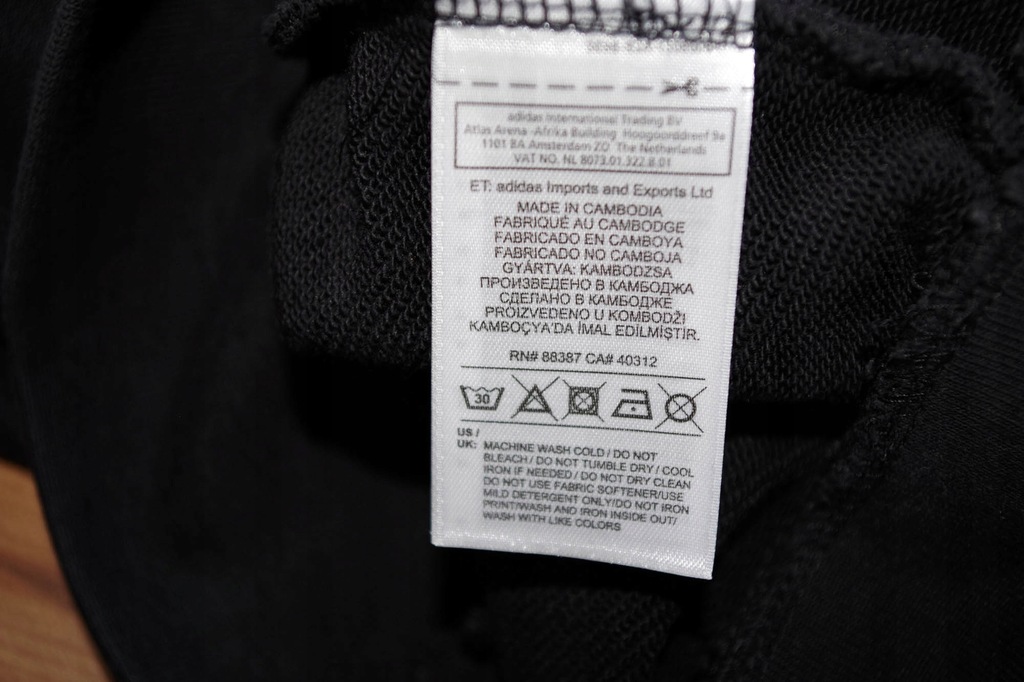 adidas International Trading BV
Atlas Arena -Afrika Building Hoogoorddreef 9a
1101 BA Amsterdam ZO The Netherlands
VAT NO. NL 8073.01.322.B.01
ET: adidas Imports and Exports Ltd
MADE IN CAMBODIA
FABRIQUÉ AU CAMBODGE
FABRICADO EN CAMBOYA
FABRICADO NO CAMBOJA
GYÁRTVA: KAMBODZSA
ПРОИЗВЕДЕНО В КАМБОДЖА
СДЕЛАНО В КАМБОДЖЕ
PROIZVEDENO U KOMBODŽI
KAMBOÇYA'DA İMAL EDİLMİŞTİR.
RN# 88387 CA# 40312
30
US /
UK: MACHINE WASH COLD / DO NOT
BLEACH / DO NOT TUMBLE DRY / COOL
IRON IF NEEDED / DO NOT DRY CLEAN
DO NOT USE FABRIC SOFTENER/USE
MILD DETERGENT ONLY/DO NOT IRON
PRINT/WASH AND IRON INSIDE OUT/
WASH WITH LIKE COLORS